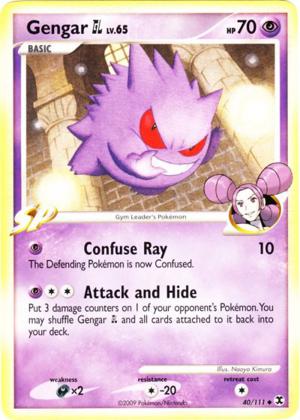 Gengar GL LV.65 HP 70
BASIC
SP
Gym Leader's Pokémon
Confuse Ray 10
The Defending Pokémon is now Confused.
Attack and Hide
Put 3 damage counters on 1 of your opponent's Pokémon. You
may shuffle Gengar GL and all cards attached to it back into
your deck.
Illus. Naoyo Kimura
weakness resistance retreat cost
×2 -20
©2009 Pokémon/Nintendo 40/111